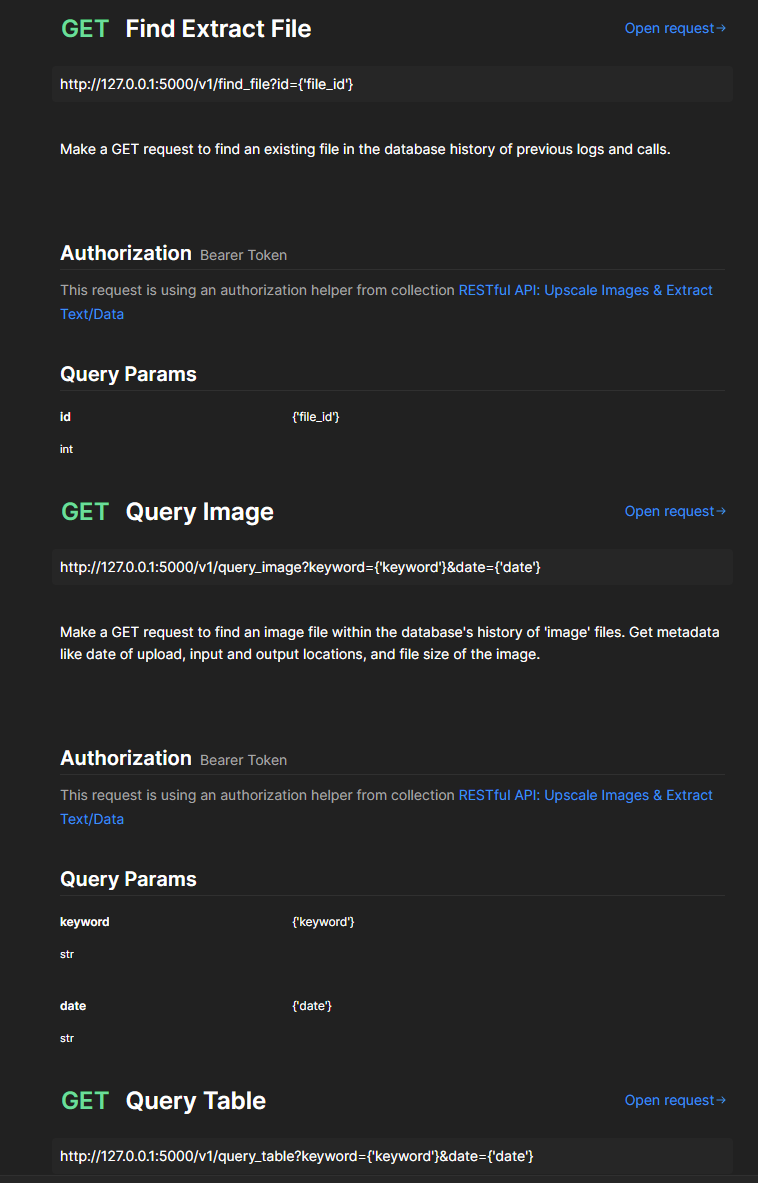 GET Find Extract File Open request→
http://127.0.0.1:5000/v1/find_file?id={'file_id'}
Make a GET request to find an existing file in the database history of previous logs and calls.
Authorization Bearer Token
This request is using an authorization helper from collection RESTful API: Upscale Images & Extract
Text/Data
Query Params
id {'file_id'}
int
GET Query Image Open request→
http://127.0.0.1:5000/v1/query_image?keyword={'keyword'}&date={'date'}
Make a GET request to find an image file within the database's history of 'image' files. Get metadata
like date of upload, input and output locations, and file size of the image.
Authorization Bearer Token
This request is using an authorization helper from collection RESTful API: Upscale Images & Extract
Text/Data
Query Params
keyword {'keyword'}
str
date {'date'}
str
GET Query Table Open request→
http://127.0.0.1:5000/v1/query_table?keyword={'keyword'}&date={'date'}